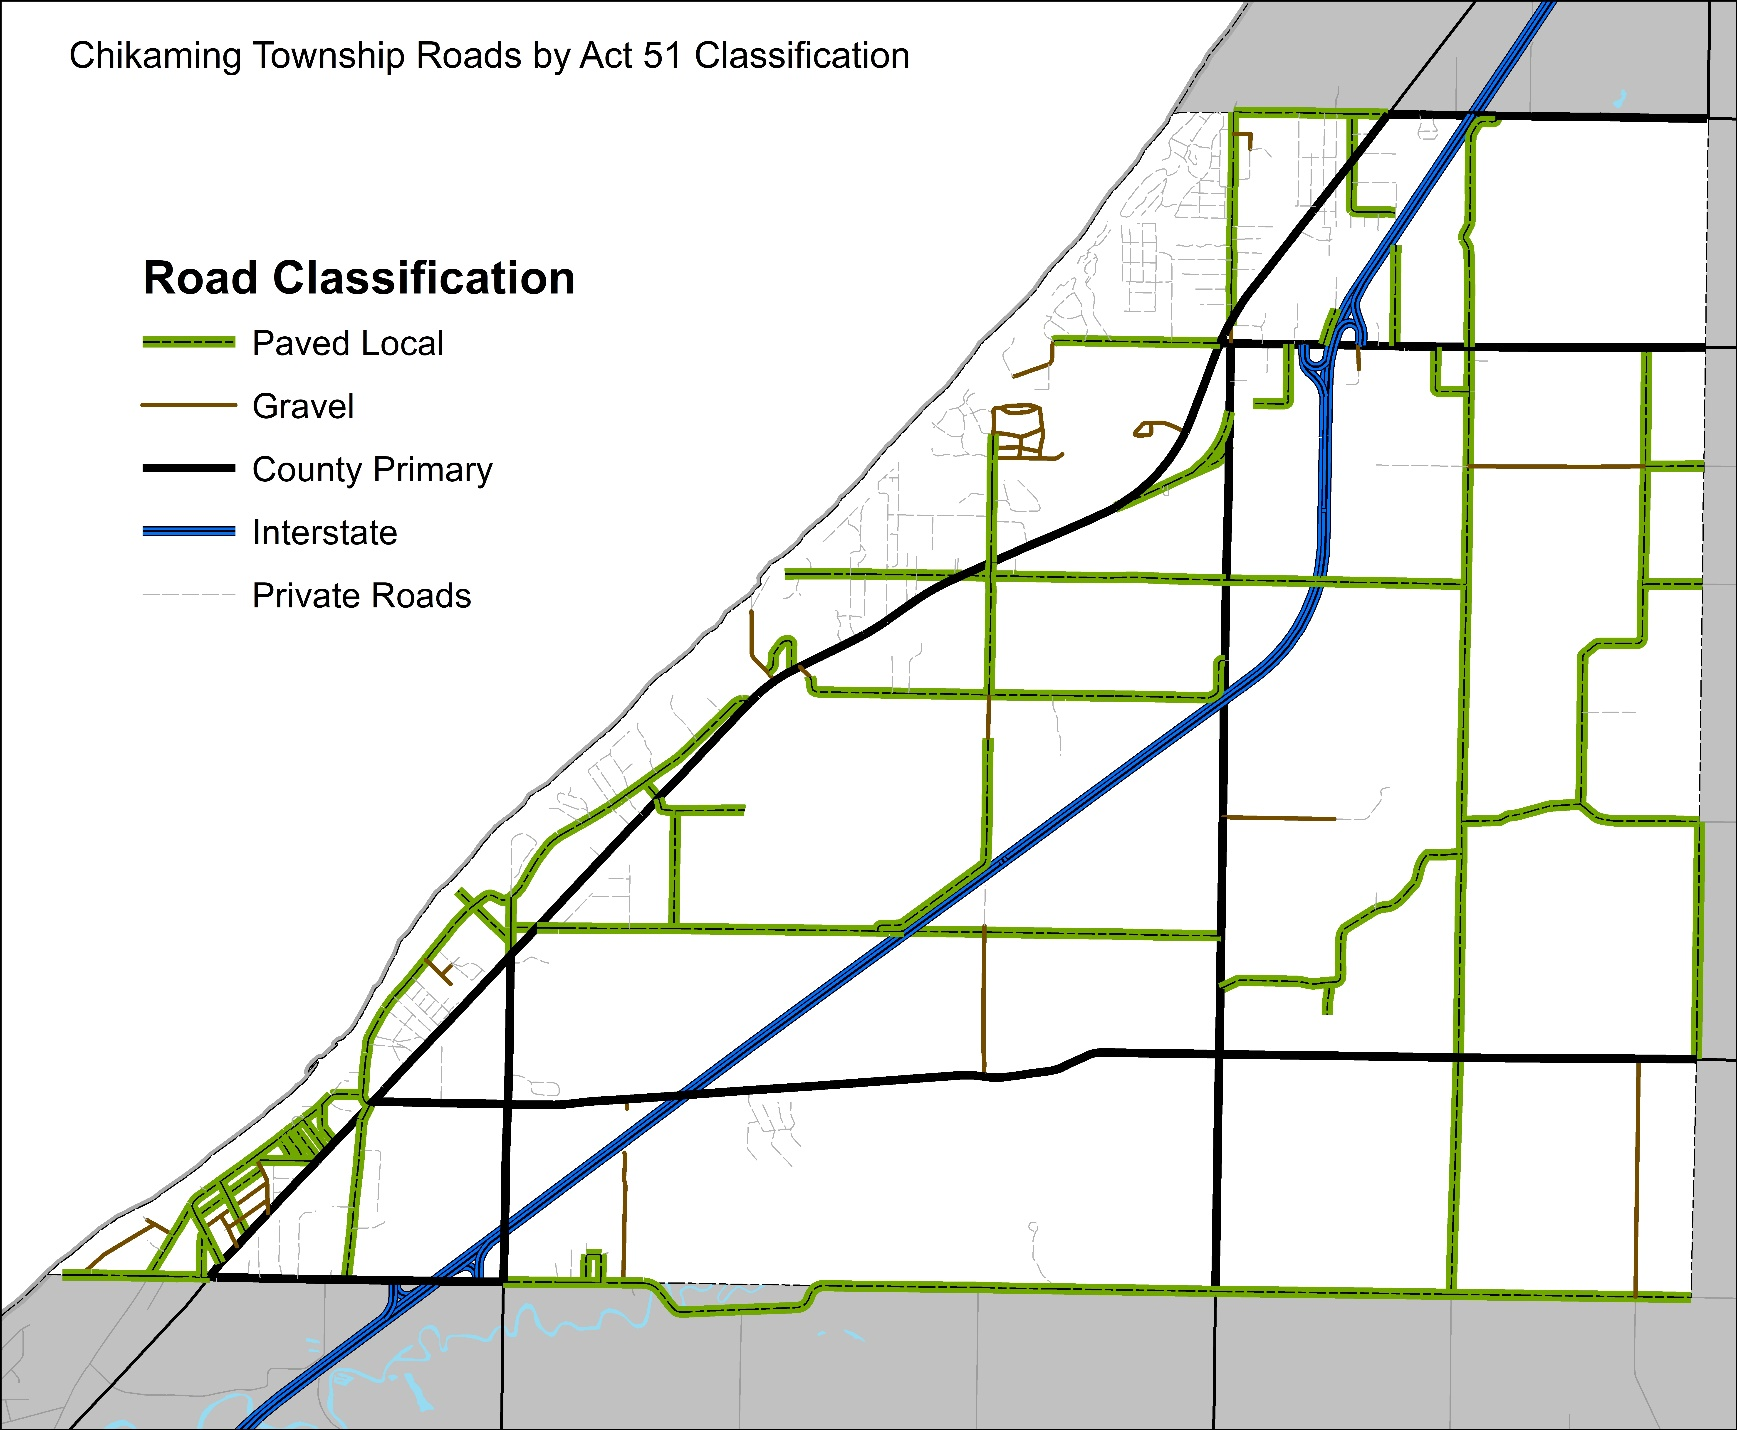 Chikaming Township Roads by Act 51 Classification
Road Classification
Paved Local
Gravel
County Primary
Interstate
Private Roads